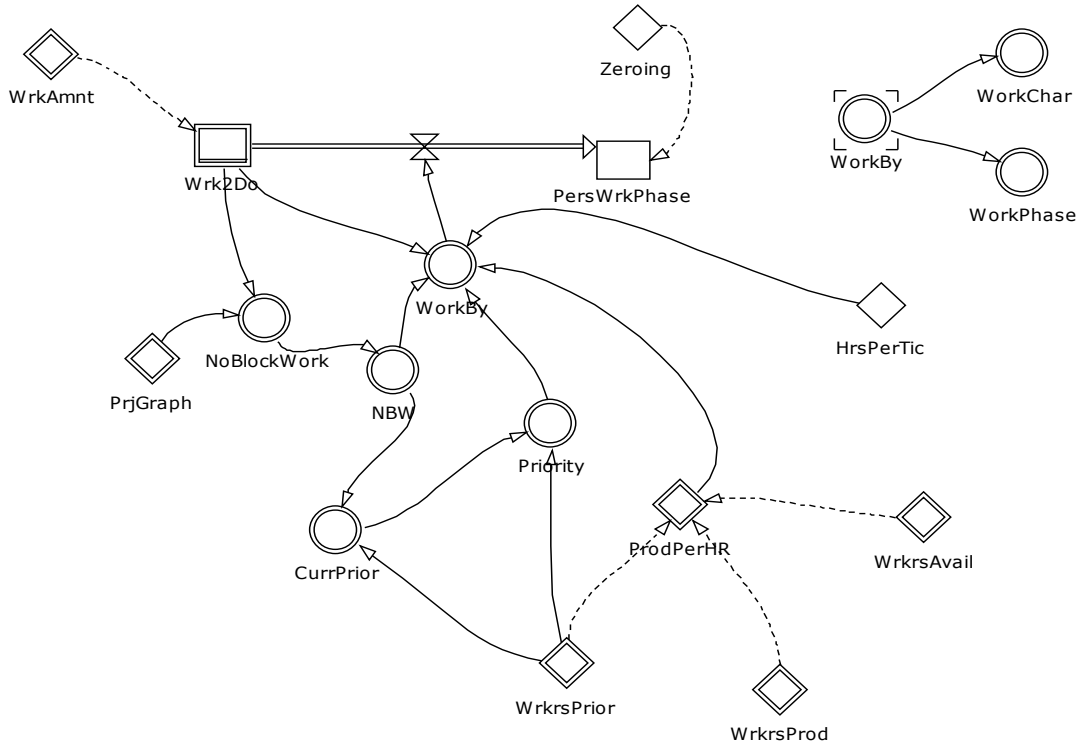 Zeroing
WrkAmnt
WorkChar
WorkBy
Wrk2Do
PersWrkPhase
WorkPhase
WorkBy
HrsPerTic
NoBlockWork
PrjGraph
NBW
Priority
ProdPerHR
WrkrsAvail
CurrPrior
WrkrsPrior
WrkrsProd